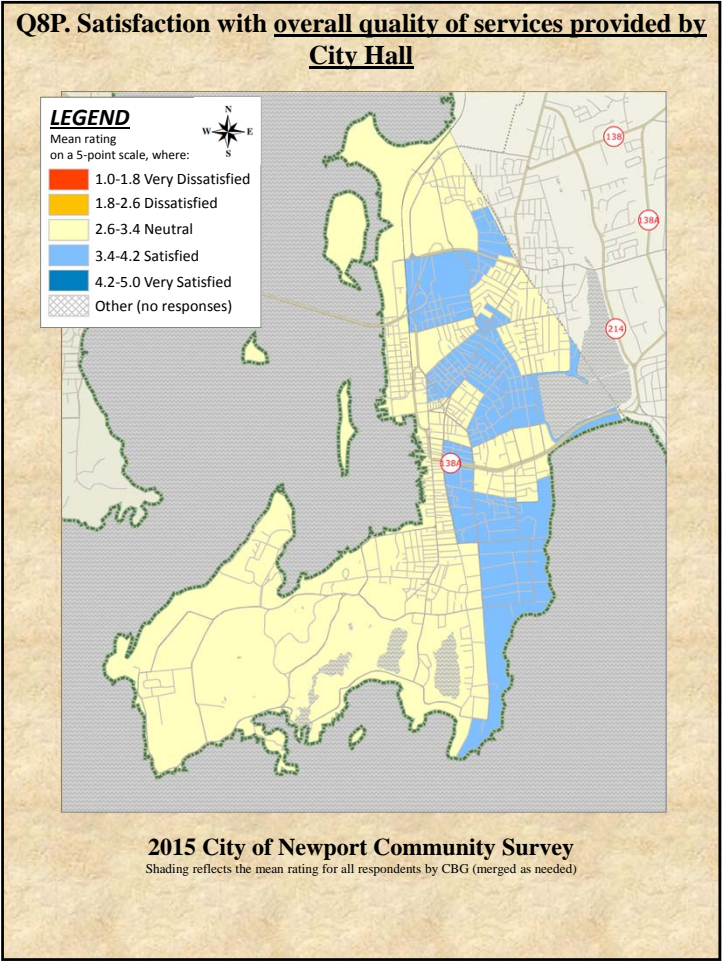 Q8P. Satisfaction with overall quality of services provided by
City Hall
LEGEND
Mean rating
on a 5-point scale, where:
N
W E
S
1.0-1.8 Very Dissatisfied
1.8-2.6 Dissatisfied
2.6-3.4 Neutral
3.4-4.2 Satisfied
4.2-5.0 Very Satisfied
Other (no responses)
138
138A
214
138A
2015 City of Newport Community Survey
Shading reflects the mean rating for all respondents by CBG (merged as needed)